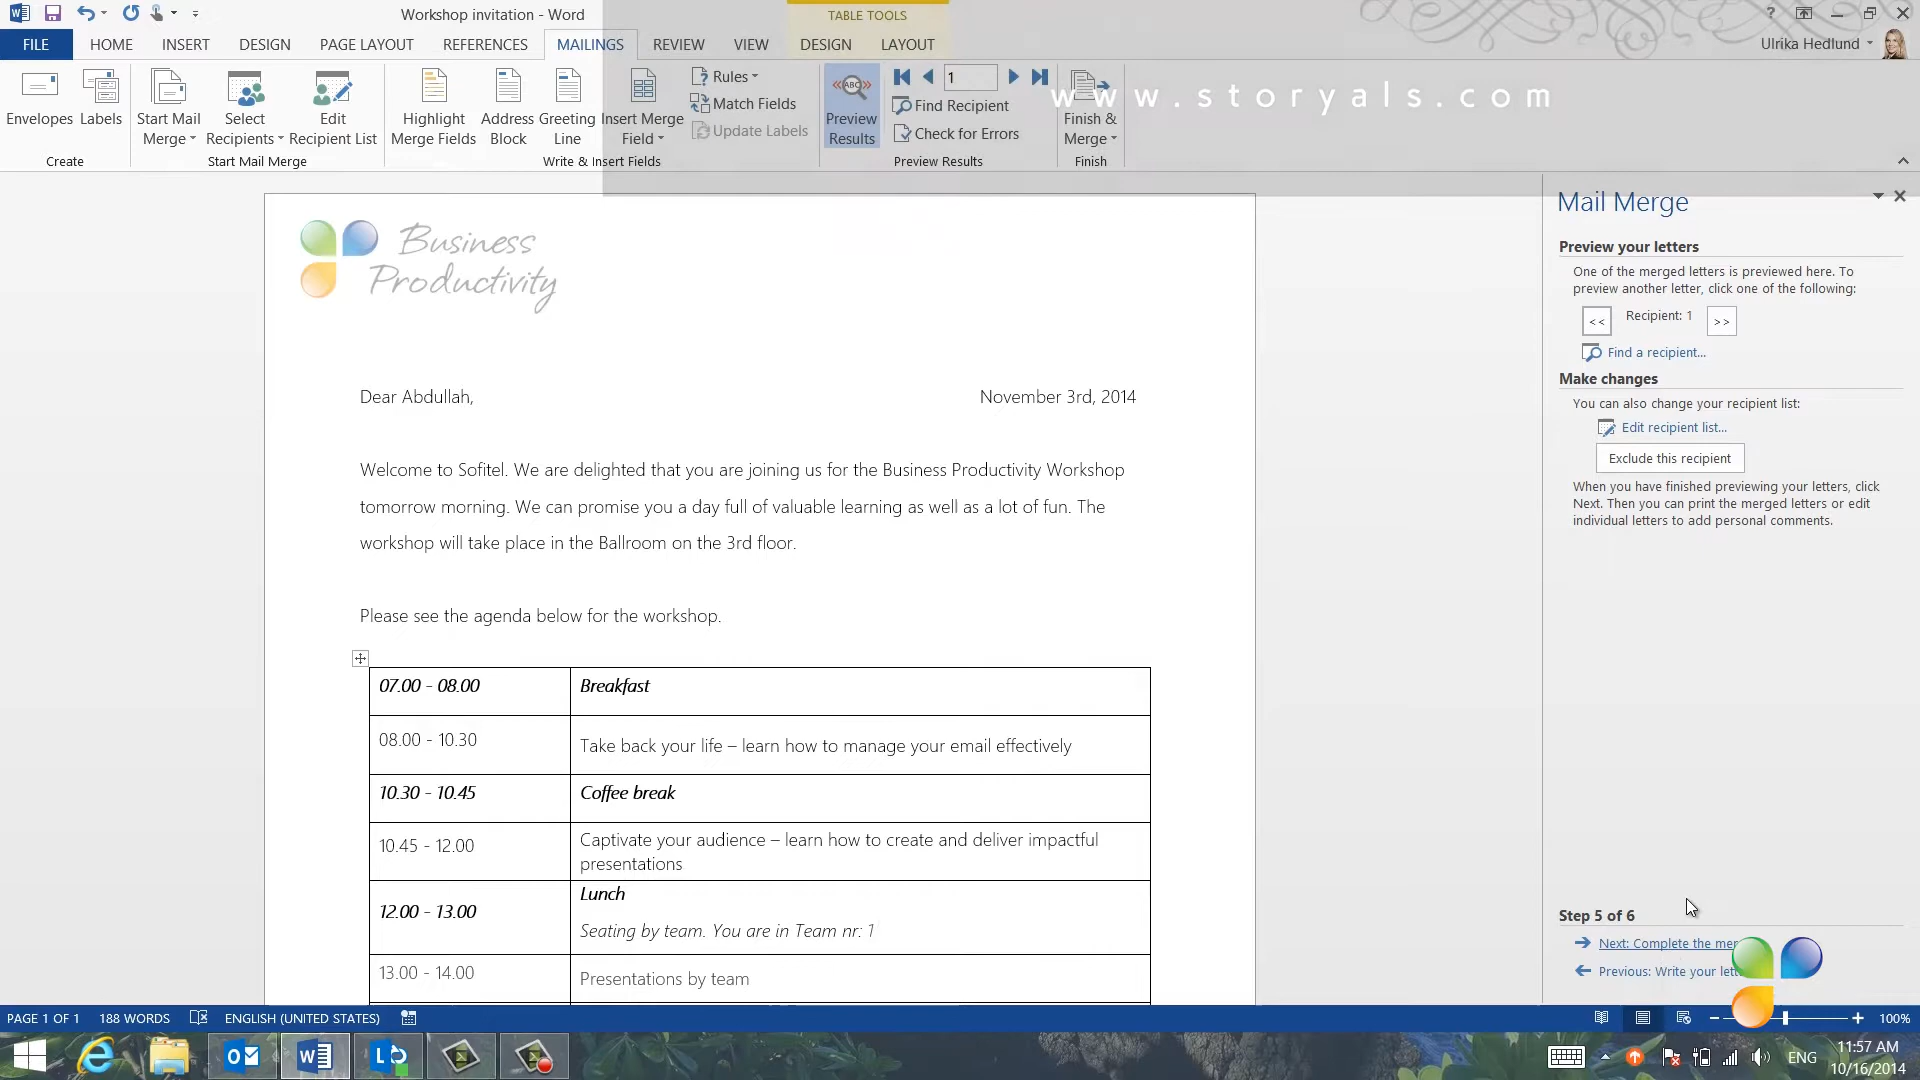 Workshop invitation - Word
TABLE TOOLS
?
FILE
HOME
INSERT
DESIGN
PAGE LAYOUT
REFERENCES
MAILINGS
REVIEW
VIEW
DESIGN
LAYOUT
Ulrika Hedlund
Envelopes
Labels
Create
Start Mail
Merge
Select
Recipients
Edit
Recipient List
Start Mail Merge
Highlight
Merge Fields
Address
Block
Greeting
Line
Insert Merge
Field
Rules
Match Fields
Update Labels
Write & Insert Fields
ABC
Preview
Results
1
Find Recipient
Check for Errors
Preview Results
Finish &
Merge
Finish
www.storyals.com
Business
Productivity
Dear Abdullah,
November 3rd, 2014
Welcome to Sofitel. We are delighted that you are joining us for the Business Productivity Workshop
tomorrow morning. We can promise you a day full of valuable learning as well as a lot of fun. The
workshop will take place in the Ballroom on the 3rd floor.
Please see the agenda below for the workshop.
07.00 - 08.00
Breakfast
08.00 - 10.30
Take back your life – learn how to manage your email effectively
10.30 - 10.45
Coffee break
10.45 - 12.00
Captivate your audience – learn how to create and deliver impactful
presentations
12.00 - 13.00
Lunch
Seating by team. You are in Team nr: 1
13.00 - 14.00
Presentations by team
Mail Merge
Preview your letters
One of the merged letters is previewed here. To
preview another letter, click one of the following:
<<
Recipient: 1
>>
Find a recipient...
Make changes
You can also change your recipient list:
Edit recipient list...
Exclude this recipient
When you have finished previewing your letters, click
Next. Then you can print the merged letters or edit
individual letters to add personal comments.
Step 5 of 6
Next: Complete the mer
Previous: Write your lett
PAGE 1 OF 1
188 WORDS
ENGLISH (UNITED STATES)
100%
ENG
11:57 AM
10/16/2014